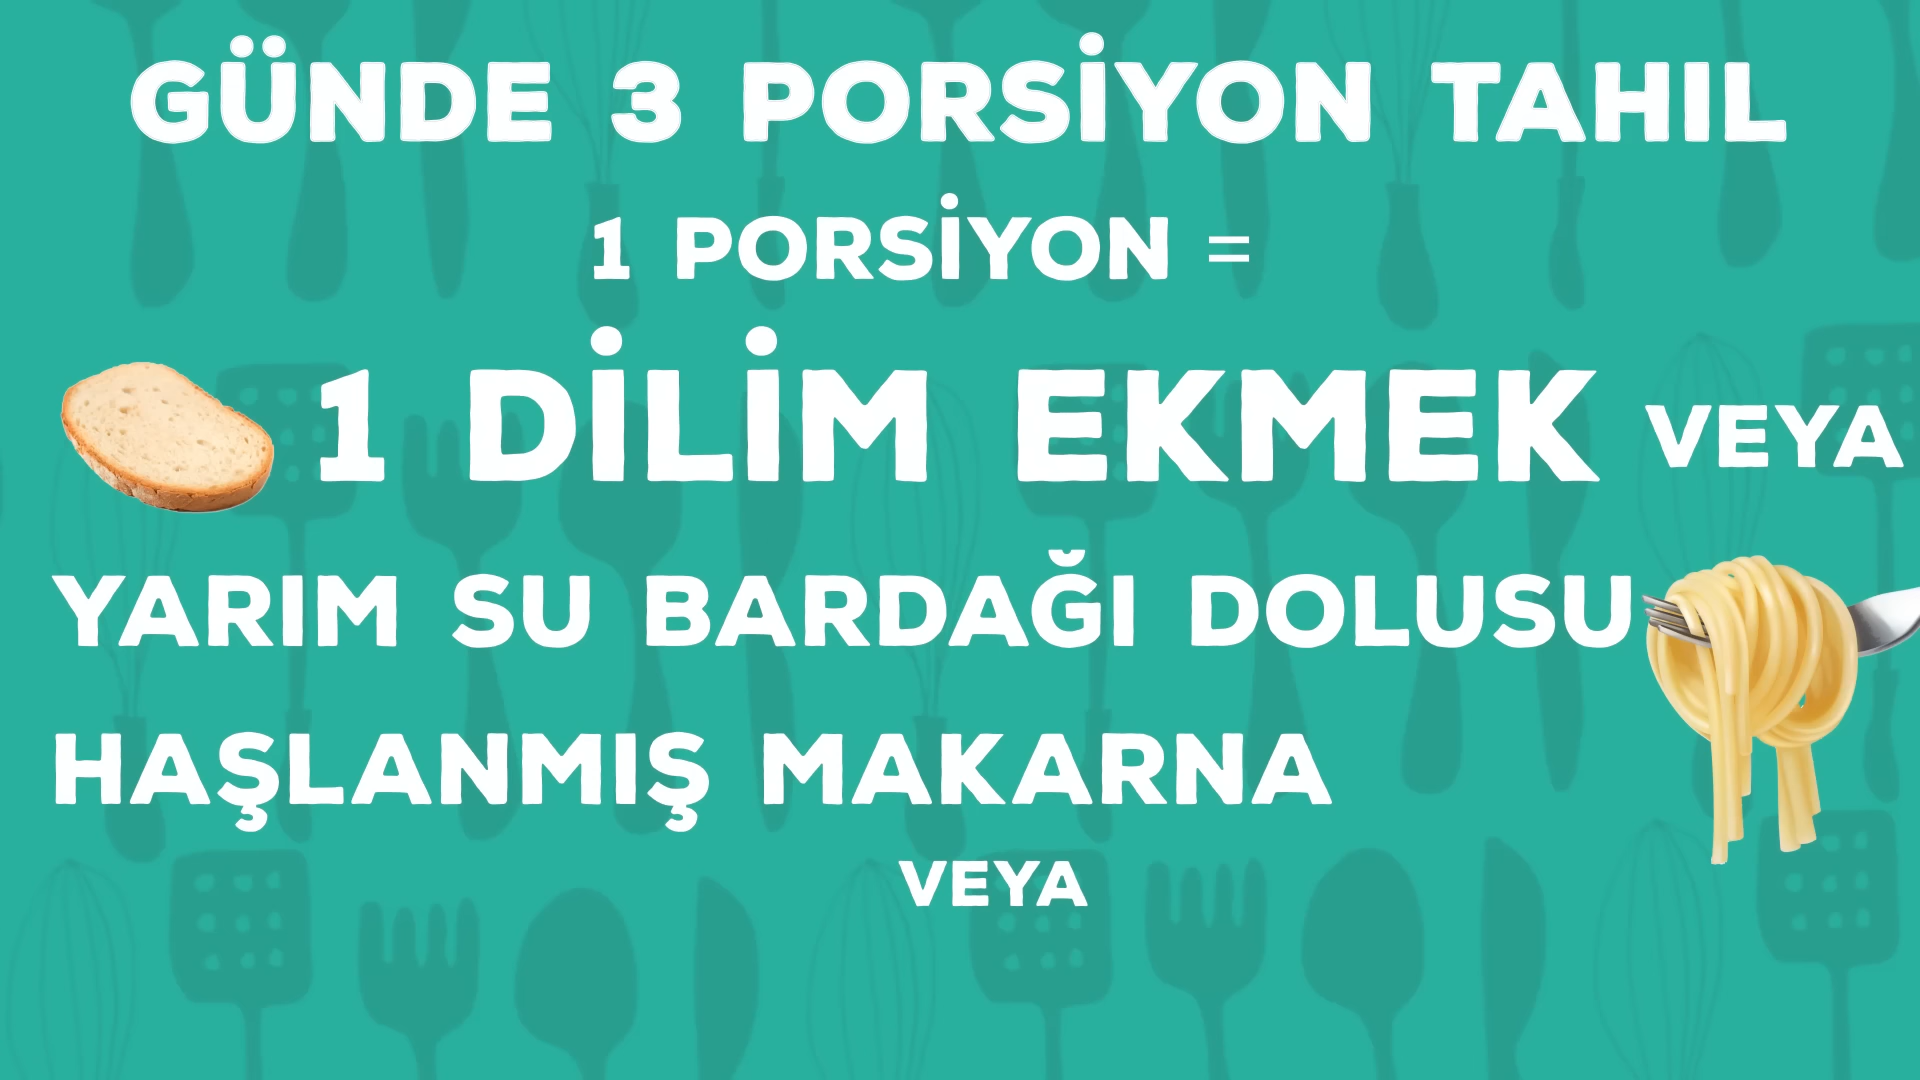 GÜNDE 3 PORSİYON TAHIL
1 PORSİYON =
1 DİLİM EKMEK VEYA
YARIM SU BARDAĞI DOLUSU
HAŞLANMIŞ MAKARNA
VEYA